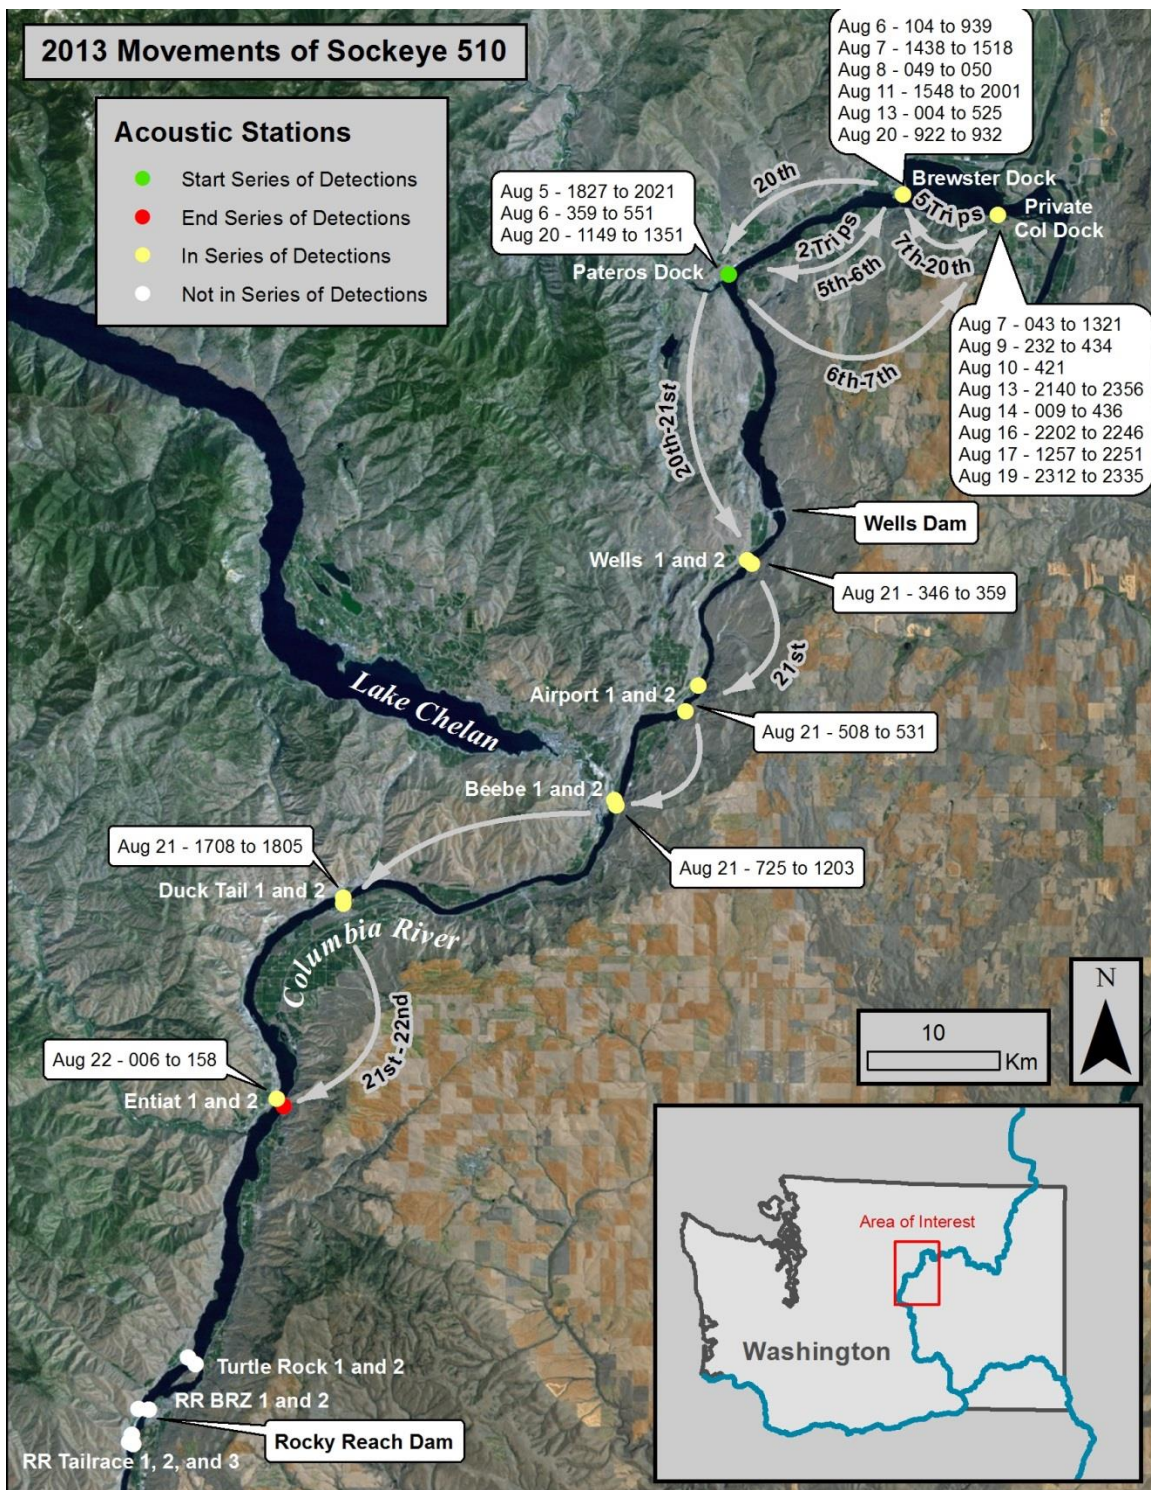 2013 Movements of Sockeye 510
Acoustic Stations
Start Series of Detections
End Series of Detections
In Series of Detections
Not in Series of Detections
Aug 6 - 104 to 939
Aug 7 - 1438 to 1518
Aug 8 - 049 to 050
Aug 11 - 1548 to 2001
Aug 13 - 004 to 525
Aug 20 - 922 to 932
Brewster Dock
Private
Col Dock
Aug 5 - 1827 to 2021
Aug 6 - 359 to 551
Aug 20 - 1149 to 1351
Pateros Dock
20th
2 Trips
5th-6th
5Trips
7th-20th
6th-7th
Aug 7 - 043 to 1321
Aug 9 - 232 to 434
Aug 10 - 421
Aug 13 - 2140 to 2356
Aug 14 - 009 to 436
Aug 16 - 2202 to 2246
Aug 17 - 1257 to 2251
Aug 19 - 2312 to 2335
20th-21st
Wells Dam
Wells 1 and 2
Aug 21 - 346 to 359
21st
Airport 1 and 2
Aug 21 - 508 to 531
Lake Chelan
Beebe 1 and 2
Aug 21 - 725 to 1203
Aug 21 - 1708 to 1805
Duck Tail 1 and 2
Columbia River
21st - 22nd
Aug 22 - 006 to 158
Entiat 1 and 2
N
10
Km
Area of Interest
Washington
Turtle Rock 1 and 2
RR BRZ 1 and 2
Rocky Reach Dam
RR Tailrace 1, 2, and 3